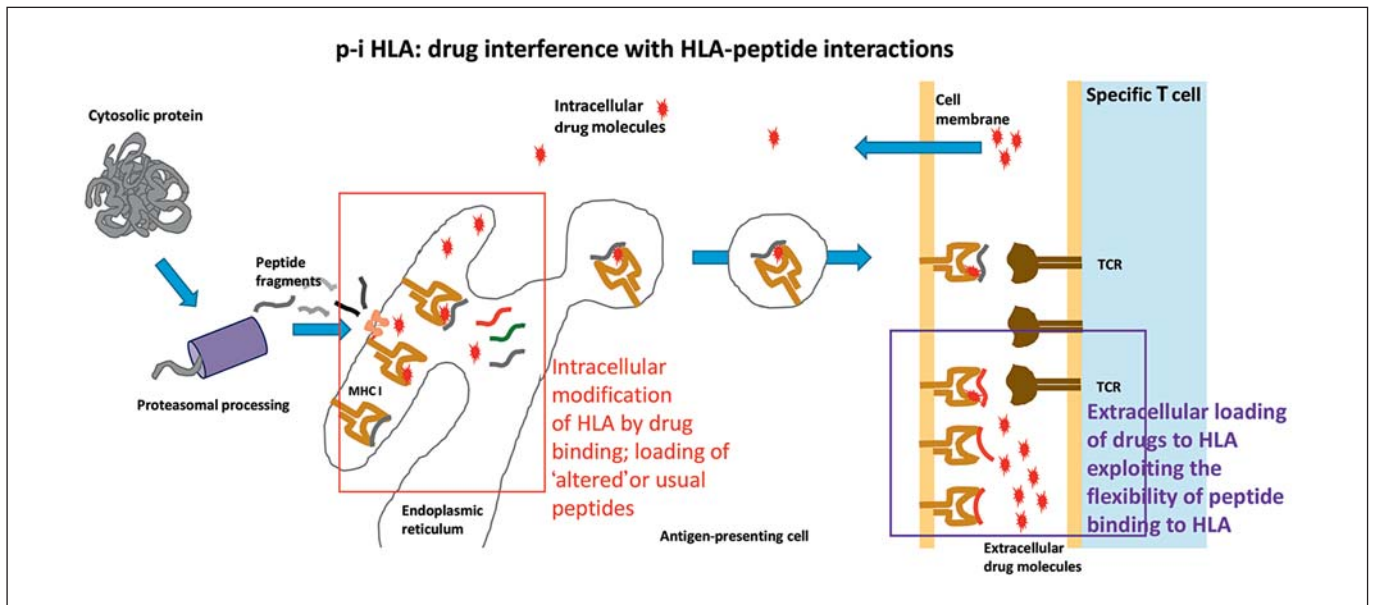 p-i HLA: drug interference with HLA-peptide interactions
Cytosolic protein
Intracellular
drug molecules
Cell
membrane
Specific T cell
Peptide
fragments
TCR
Proteasomal processing
MHC I
Intracellular
modification
of HLA by drug
binding; loading of
'altered' or usual
peptides
TCR
Extracellular loading
of drugs to HLA
exploiting the
flexibility of peptide
binding to HLA
Endoplasmic
reticulum
Antigen-presenting cell
Extracellular
drug molecules